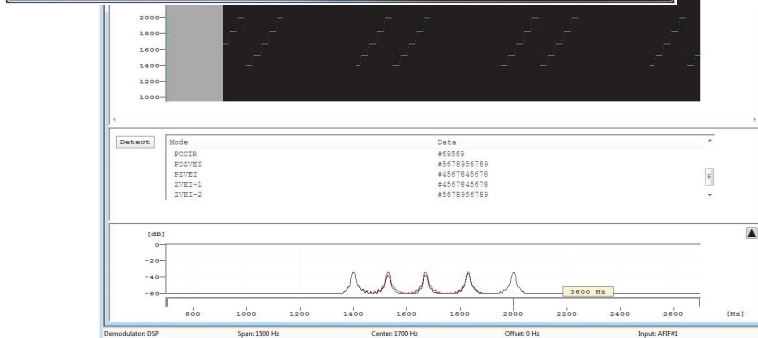 2000
1800
1600
1400
1200
1000
Detect Mode Data
PCCIR #69569
PDZVEI #5678956789
PZVEI #4567845678
ZVEI-1 #4567845678
ZVEI-2 #5678956789
[dB]
0
-20
-40
-60
3600 Hz
800 1000 1200 1400 1600 1800 2000 2200 2400 2600 [Hz]
Demodulator: DSP Span: 1500 Hz Center: 1700 Hz Offset: 0 Hz Input: AFIF#1